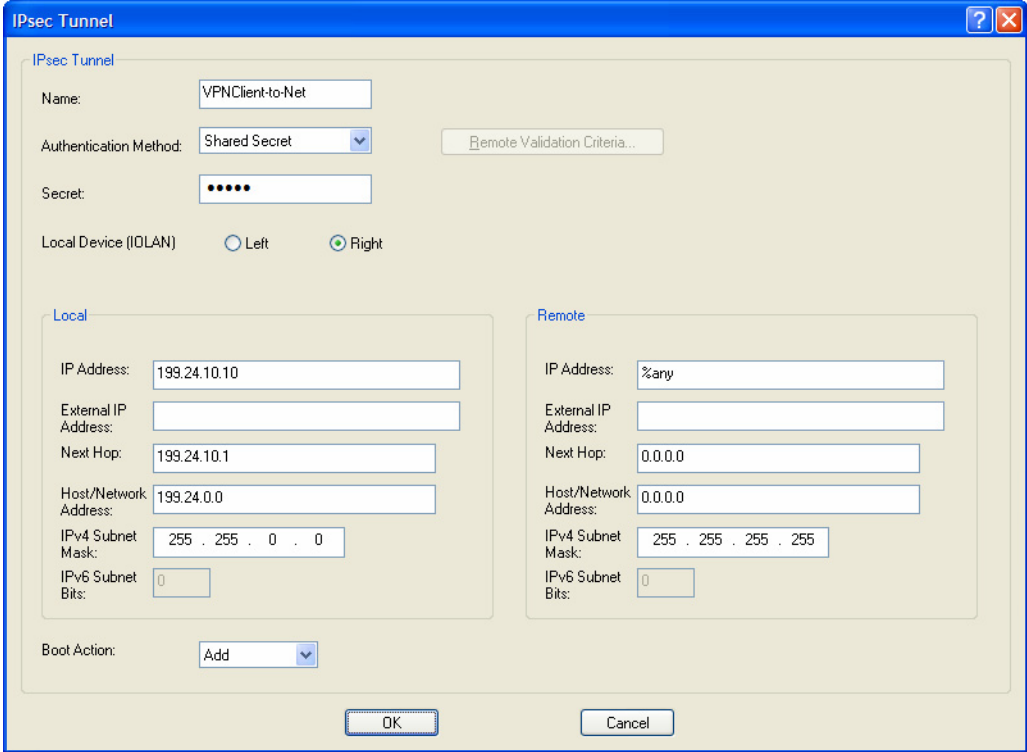 IPsec Tunnel
IPsec Tunnel
Name: VPNClient-to-Net
Authentication Method: Shared Secret Remote Validation Criteria...
Secret: •••••
Local Device (IOLAN) Left Right
Local Remote
IP Address: 199.24.10.10 IP Address: %any
External IP External IP
Address: Address:
Next Hop: 199.24.10.1 Next Hop: 0.0.0.0
Host/Network 199.24.0.0 Host/Network 0.0.0.0
Address: Address:
IPv4 Subnet 255 . 255 . 0 . 0 IPv4 Subnet 255 . 255 . 255 . 255
Mask: Mask:
IPv6 Subnet 0 IPv6 Subnet 0
Bits: Bits:
Boot Action: Add
OK Cancel